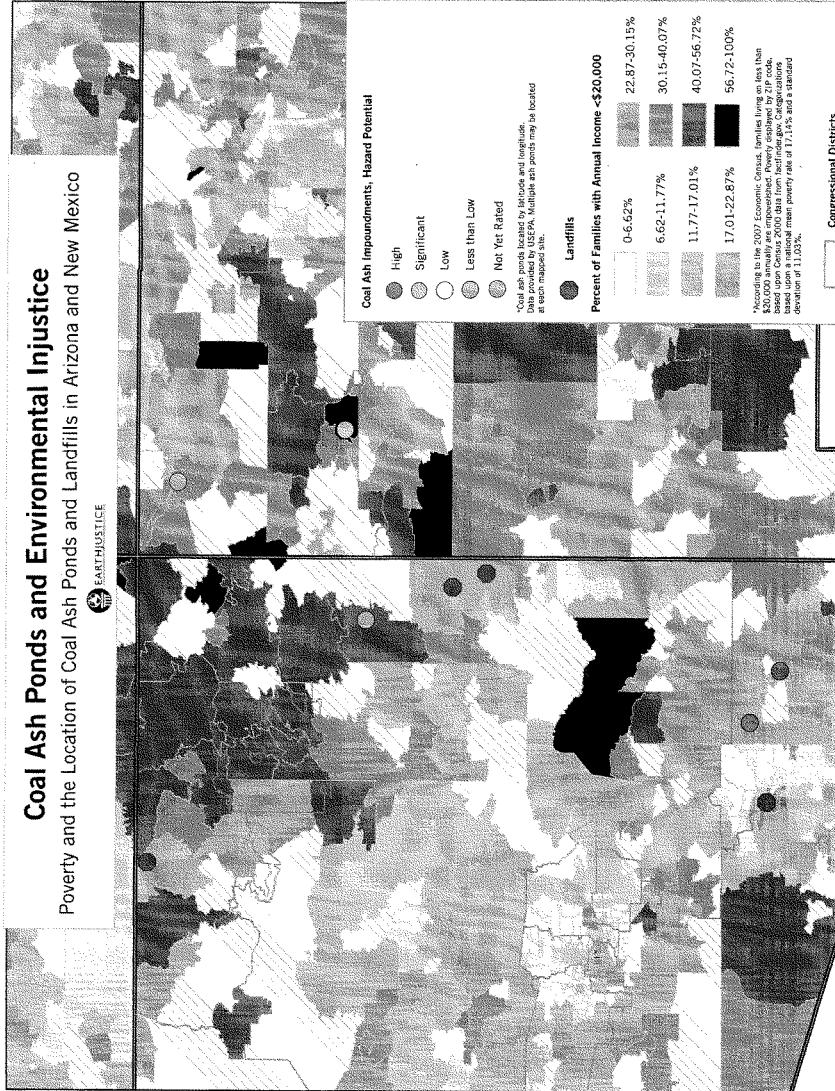 Coal Ash Ponds and Environmental Injustice
Poverty and the Location of Coal Ash Ponds and Landfills in Arizona and New Mexico
EARTHJUSTICE
Coal Ash Impoundments, Hazard Potential
High
Significant
Low
Less than Low
Not Yet Rated
*Coal ash ponds located by latitude and longitude.
Data provided by USEPA. Multiple ash ponds may be located
at each mapped site.
Landfills
Percent of Families with Annual Income <$20,000
0-6.62%
6.62-11.77%
11.77-17.01%
17.01-22.87%
22.87-30.15%
30.15-40.07%
40.07-56.72%
56.72-100%
*According to the 2007 Economic Census, families living on less than
$20,000 annually are impoverished. Poverty displayed by ZIP code,
based upon Census 2000 data from factfinder.gov. Categorizations
based upon a national mean poverty rate of 17.14% and a standard
deviation of 11.03%.
Congressional Districts